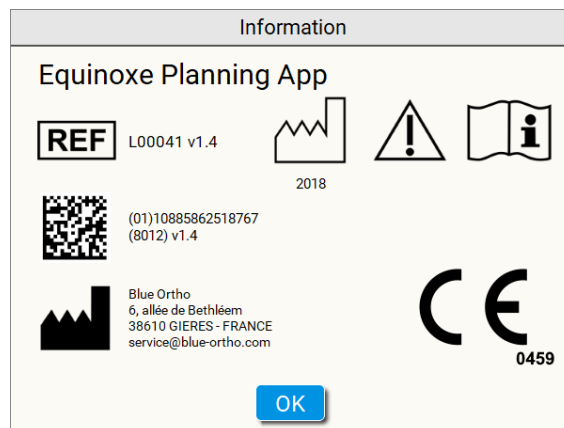 Information
Equinoxe Planning App
REF L00041 v1.4
2018
(01)10885862518767
(8012) v1.4
Blue Ortho
6, allée de Bethléem
38610 GIERES - FRANCE
service@blue-ortho.com
CE
0459
OK